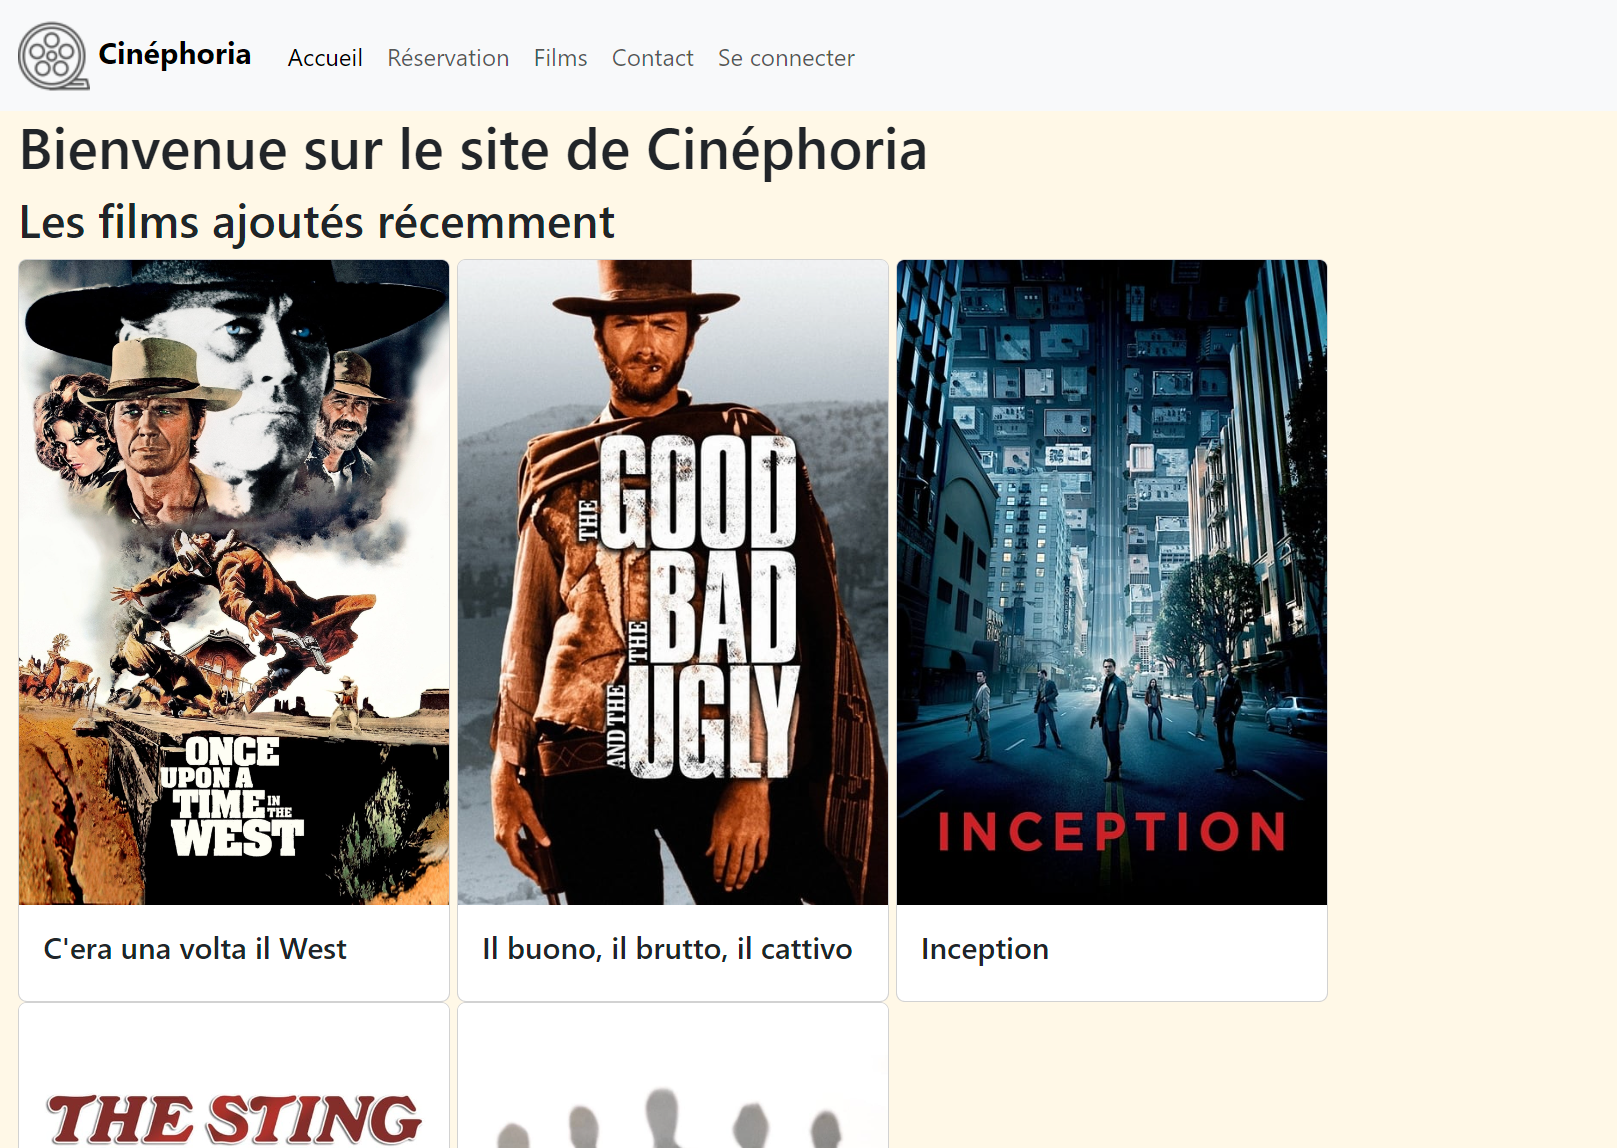 Cinéphoria
Accueil
Réservation
Films
Contact
Se connecter
Bienvenue sur le site de Cinéphoria
Les films ajoutés récemment
ONCE
UPON A
TIME IN THE
WEST
THE GOOD
THE BAD
AND THE UGLY
INCEPTION
C'era una volta il West
Il buono, il brutto, il cattivo
Inception
THE STING